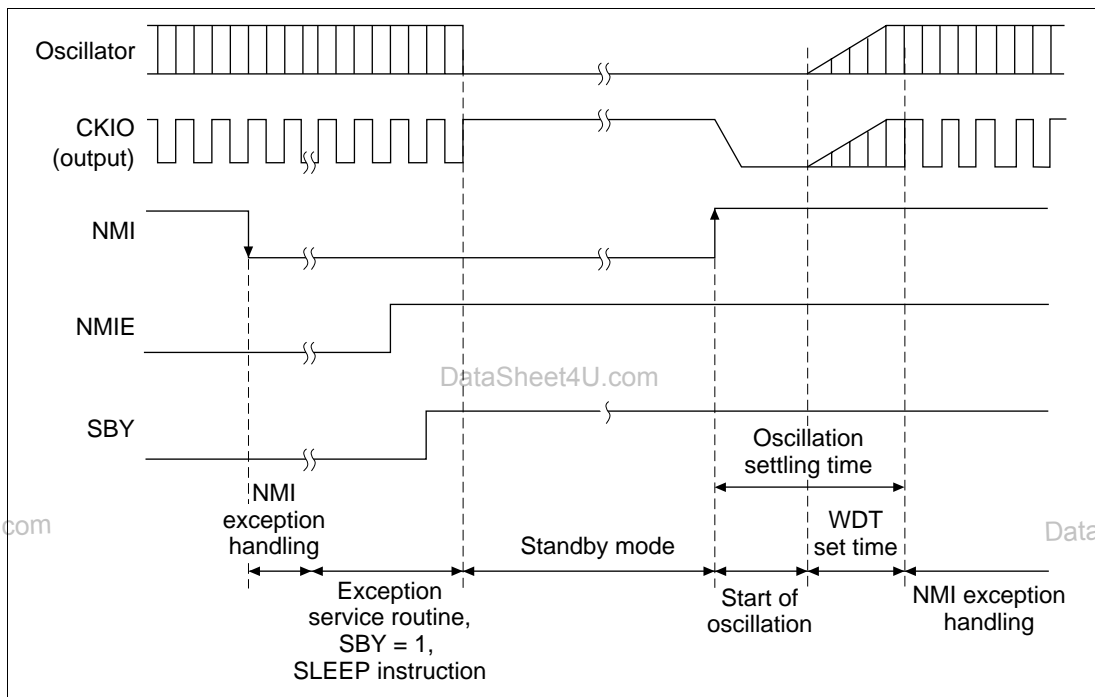 Oscillator
CKIO
(output)
NMI
NMIE
DataSheet4U.com
SBY
Oscillation
settling time
NMI
exception
handling
com
Standby mode
WDT
set time
Data
Exception
service routine,
SBY = 1,
SLEEP instruction
Start of
oscillation
NMI exception
handling